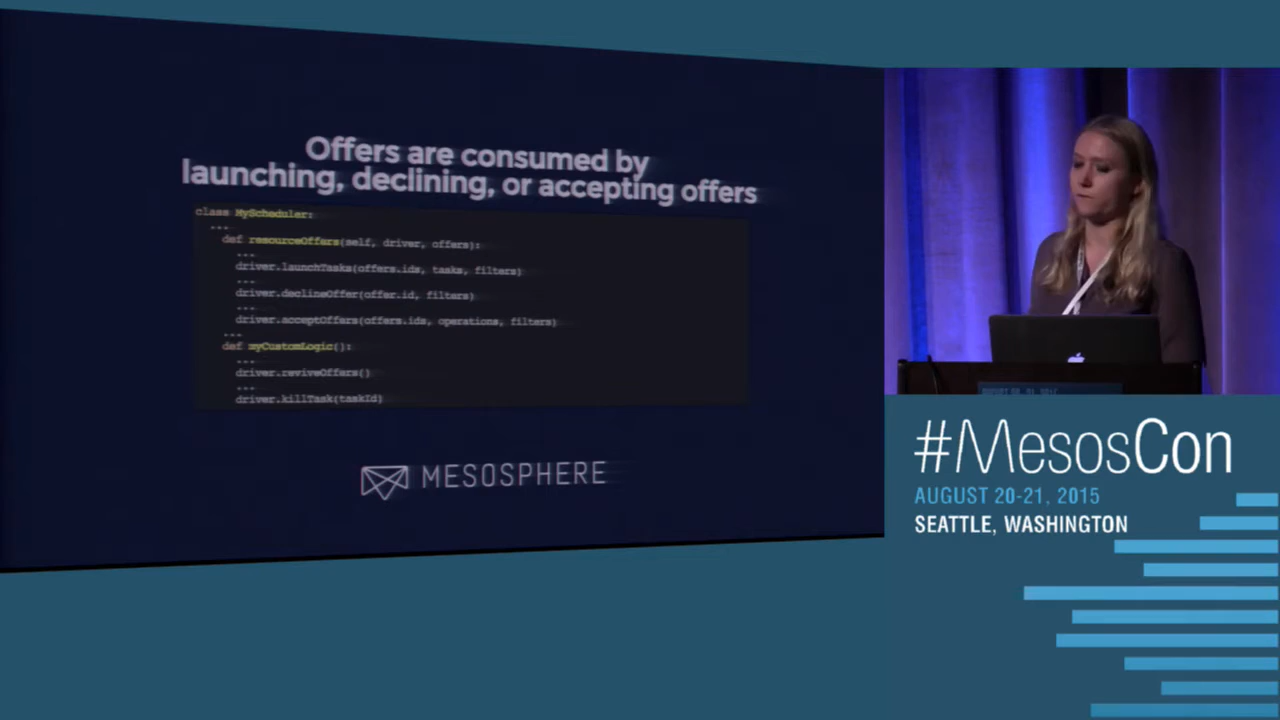 Offers are consumed by
launching, declining, or accepting offers
class MyScheduler:
...
def resourceOffers(self, driver, offers):
...
driver.launchTasks(offers.ids, tasks, filters)
...
driver.declineOffer(offer.id, filters)
...
driver.acceptOffers(offers.ids, operations, filters)
...
def myCustomLogic():
...
driver.reviveOffers()
...
driver.killTask(taskId)
MESOSPHERE
#MesosCon
AUGUST 20-21, 2015
SEATTLE, WASHINGTON